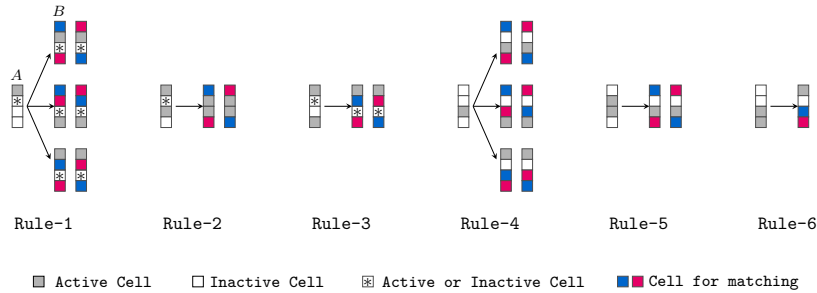 B
A
Rule-1 Rule-2 Rule-3 Rule-4 Rule-5 Rule-6
Active Cell Inactive Cell * Active or Inactive Cell Cell for matching